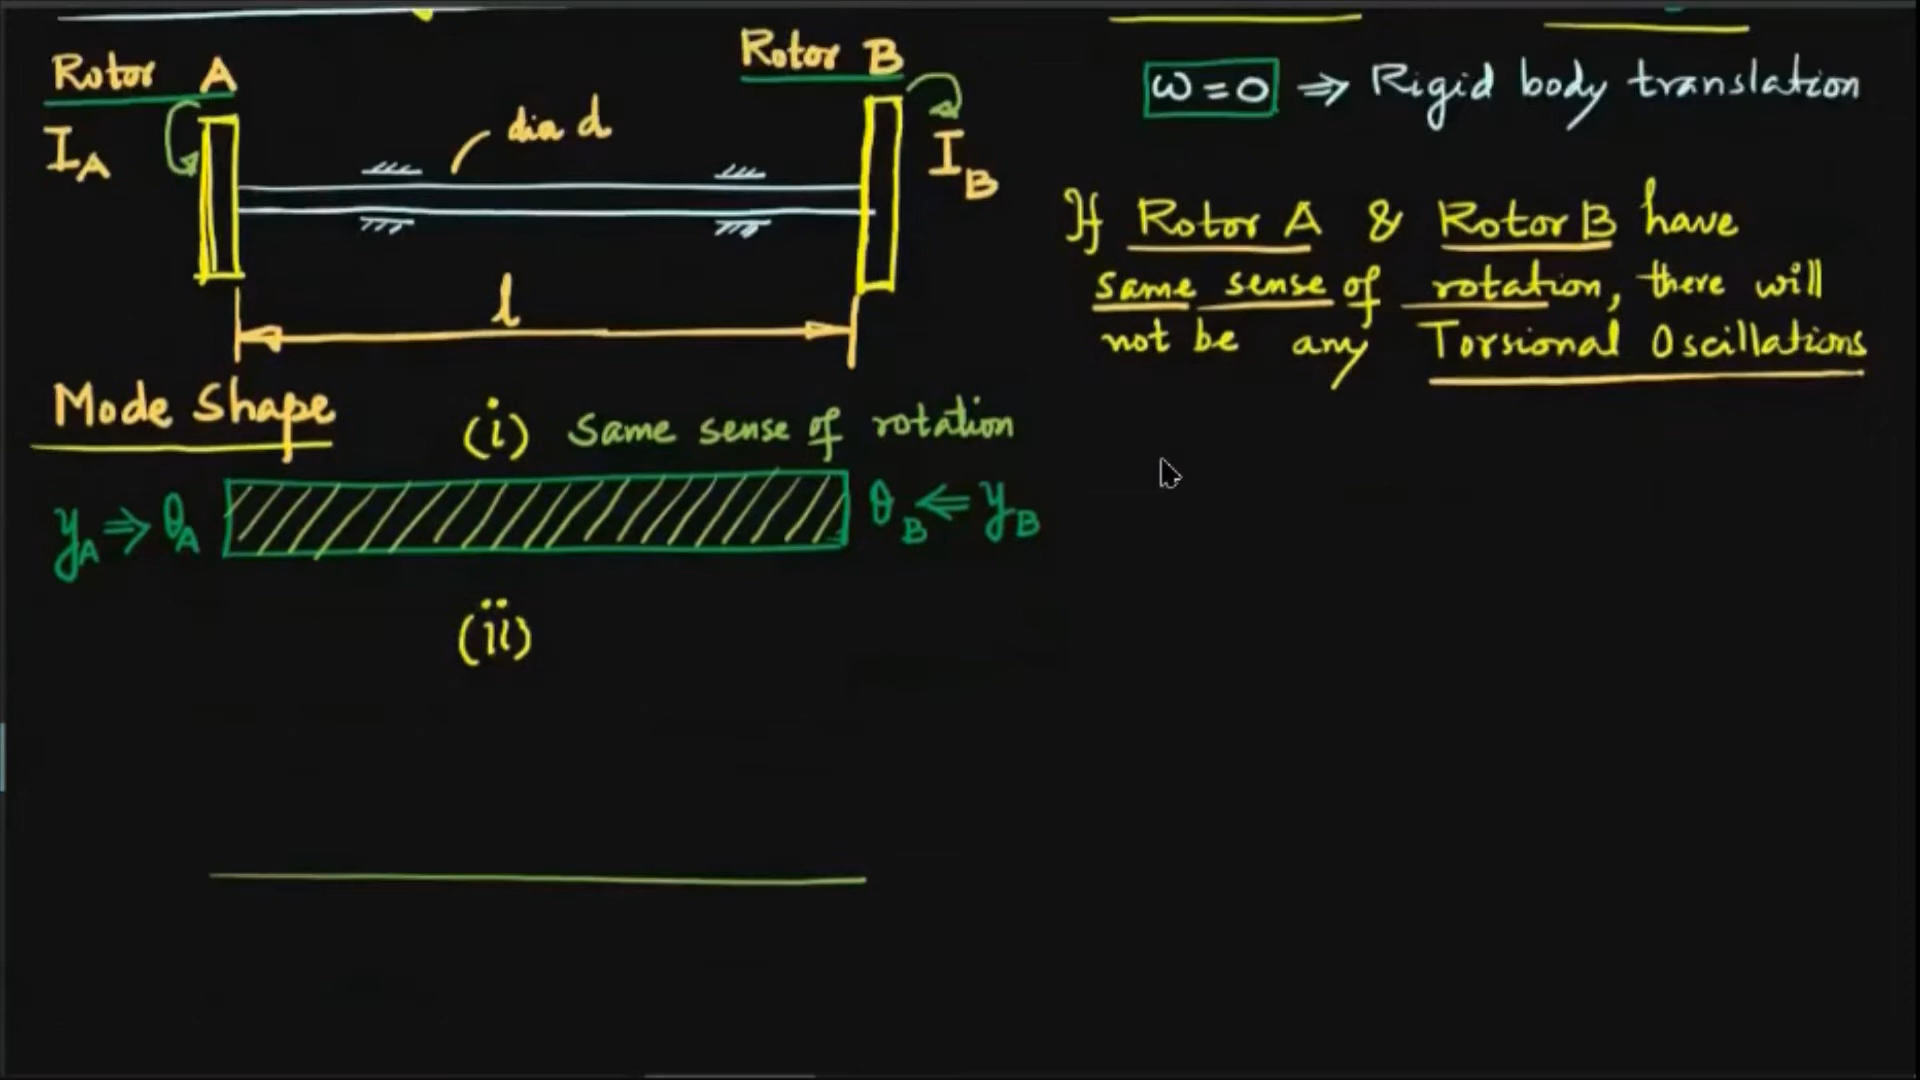 Rotor A
I_A
dia d
Rotor B
I_B
l
Mode Shape
(i) Same sense of rotation
y_A ⇒ θ_A
θ_B ⇐ y_B
(ii)
ω = 0 ⇒ Rigid body translation
If Rotor A & Rotor B have
same sense of rotation, there will
not be any Torsional Oscillations